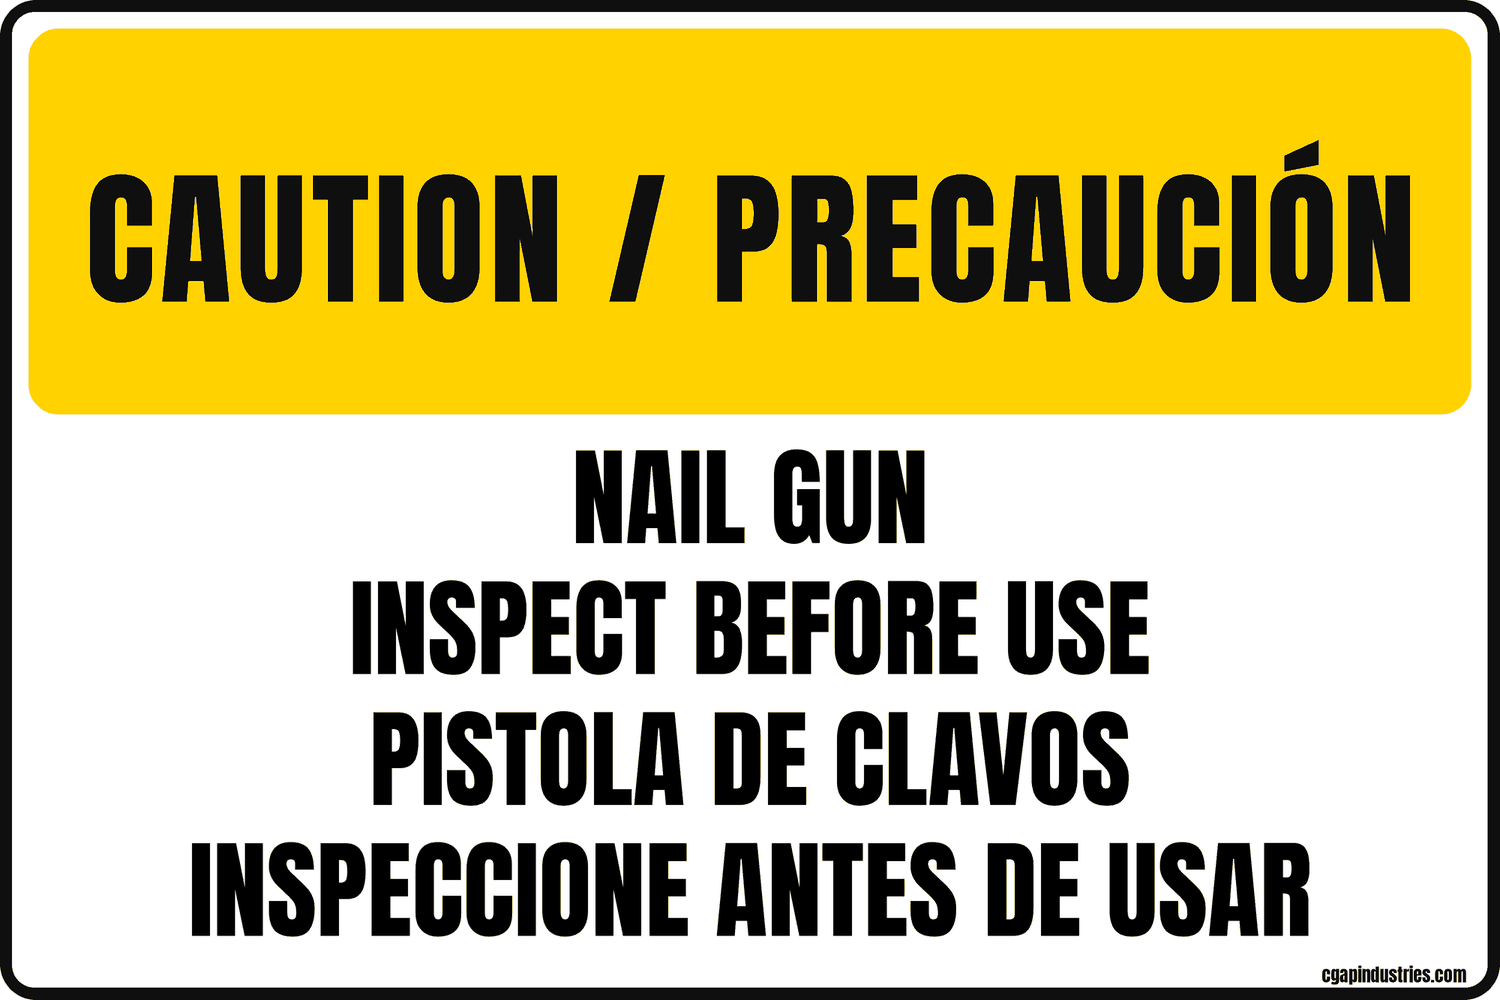 CAUTION / PRECAUCIÓN
NAIL GUN
INSPECT BEFORE USE
PISTOLA DE CLAVOS
INSPECCIONE ANTES DE USAR
cgapindustries.com